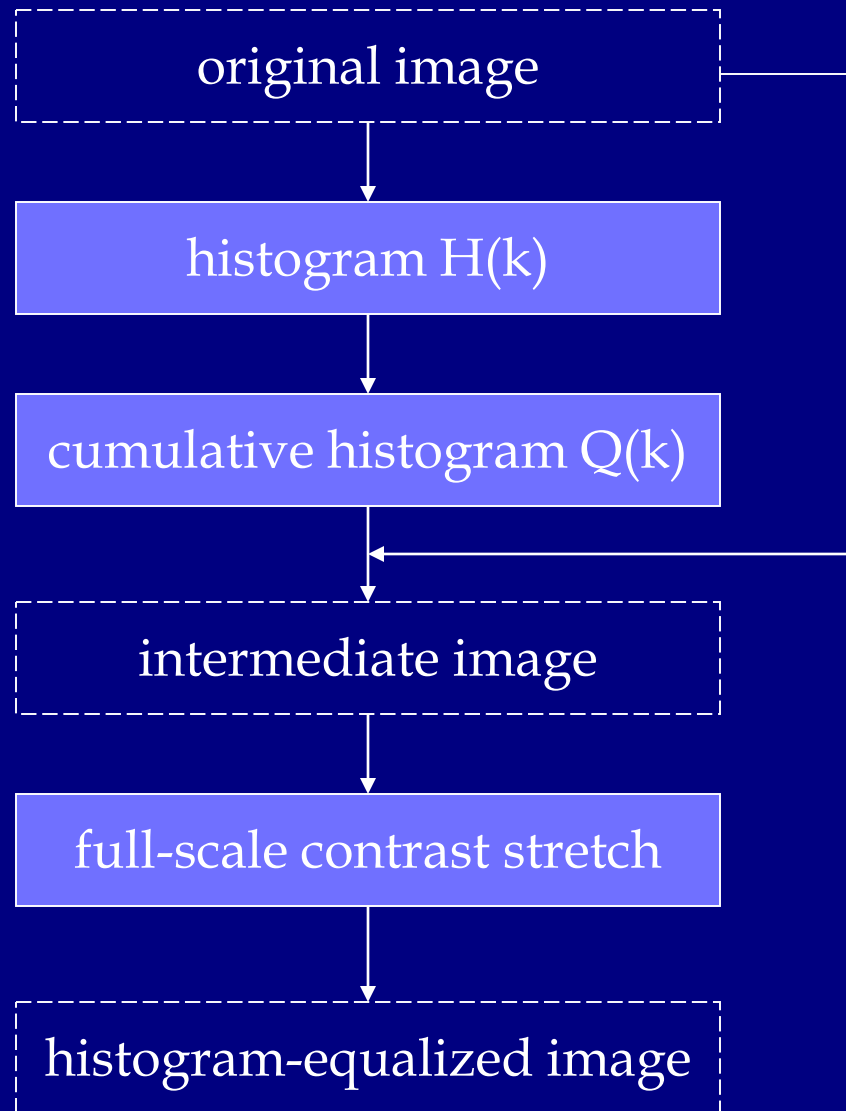 original image
histogram H(k)
cumulative histogram Q(k)
intermediate image
full-scale contrast stretch
histogram-equalized image